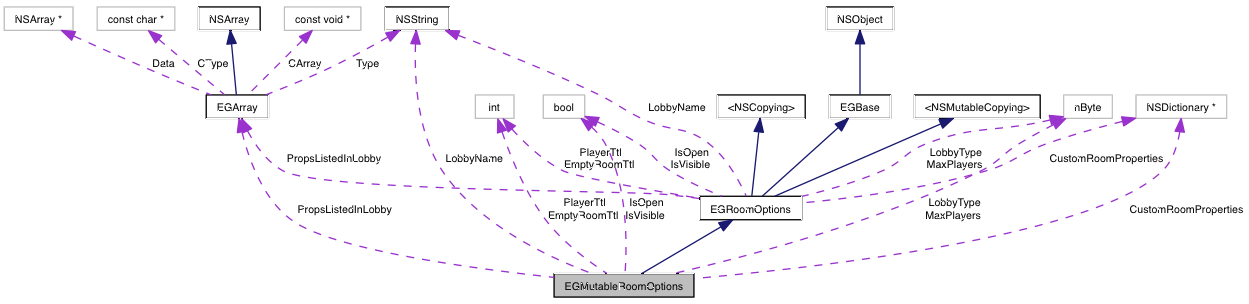 NSArray *
const char *
NSArray
const void *
NSString
NSObject
Data
CType
CArray
Type
EGArray
int
bool
LobbyName
<NSCopying>
EGBase
<NSMutableCopying>
nByte
NSDictionary *
PropsListedInLobby
LobbyName
PlayerTtl
EmptyRoomTtl
IsOpen
IsVisible
LobbyType
MaxPlayers
CustomRoomProperties
PropsListedInLobby
PlayerTtl
EmptyRoomTtl
IsOpen
IsVisible
EGRoomOptions
LobbyType
MaxPlayers
CustomRoomProperties
EGMutableRoomOptions